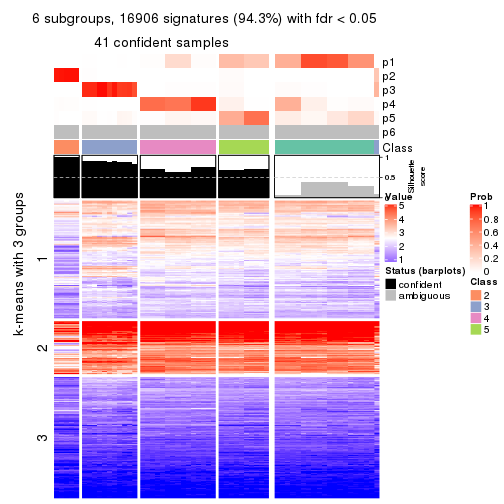 6 subgroups, 16906 signatures (94.3%) with fdr < 0.05
41 confident samples
p1
p2
p3
p4
p5
p6
Class
1
0.5
0
Silhouette
score
k-means with 3 groups
1
2
3
Value
5
4
3
2
1
Status (barplots)
confident
ambiguous
Prob
1
0.8
0.6
0.4
0.2
0
Class
2
3
4
5